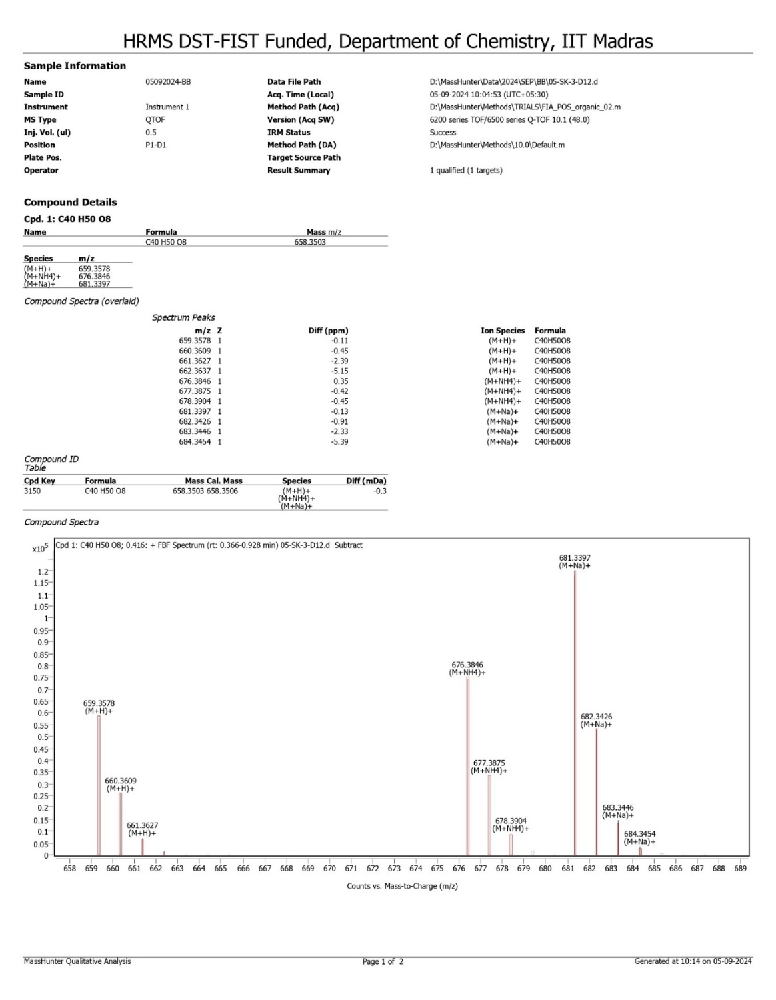 HRMS DST-FIST Funded, Department of Chemistry, IIT Madras
Sample Information
Name 05092024-BB Data File Path D:\MassHunter\Data\2024\SEP\BB\05-SK-3-D12.d
Sample ID Acq. Time (Local) 05-09-2024 10:04:53 (UTC+05:30)
Instrument Instrument 1 Method Path (Acq) D:\MassHunter\Methods\TRIALS\FIA_POS_organic_02.m
MS Type QTOF Version (Acq SW) 6200 series TOF/6500 series Q-TOF 10.1 (48.0)
Inj. Vol. (ul) 0.5 IRM Status Success
Position P1-D1 Method Path (DA) D:\MassHunter\Methods\10.0\Default.m
Plate Pos. Target Source Path
Operator Result Summary 1 qualified (1 targets)
Compound Details
Cpd. 1: C40 H50 O8
Name Formula Mass m/z
C40 H50 O8 658.3503
Species m/z
(M+H)+ 659.3578
(M+NH4)+ 676.3846
(M+Na)+ 681.3397
Compound Spectra (overlaid)
Spectrum Peaks
m/z Z Diff (ppm) Ion Species Formula
659.3578 1 -0.11 (M+H)+ C40H50O8
660.3609 1 -0.45 (M+H)+ C40H50O8
661.3627 1 -2.39 (M+H)+ C40H50O8
662.3637 1 -5.15 (M+H)+ C40H50O8
676.3846 1 0.35 (M+NH4)+ C40H50O8
677.3875 1 -0.42 (M+NH4)+ C40H50O8
678.3904 1 -0.45 (M+NH4)+ C40H50O8
681.3397 1 -0.13 (M+Na)+ C40H50O8
682.3426 1 -0.91 (M+Na)+ C40H50O8
683.3446 1 -2.33 (M+Na)+ C40H50O8
684.3454 1 -5.39 (M+Na)+ C40H50O8
Compound ID
Table
Cpd Key Formula Mass Cal. Mass Species Diff (mDa)
3150 C40 H50 O8 658.3503 658.3506 (M+H)+ -0.3
(M+NH4)+
(M+Na)+
Compound Spectra
x10⁵ Cpd 1: C40 H50 O8; 0.416: + FBF Spectrum (rt: 0.366-0.928 min) 05-SK-3-D12.d Subtract
681.3397
(M+Na)+
1.2
1.15
1.1
1.05
1
0.95
0.9
0.85
0.8
0.75
0.7
0.65
0.6
0.55
0.5
0.45
0.4
0.35
0.3
0.25
0.2
0.15
0.1
0.05
0
676.3846
(M+NH4)+
659.3578
(M+H)+
682.3426
(M+Na)+
677.3875
(M+NH4)+
660.3609
(M+H)+
683.3446
(M+Na)+
678.3904
(M+NH4)+
661.3627
(M+H)+
684.3454
(M+Na)+
658 659 660 661 662 663 664 665 666 667 668 669 670 671 672 673 674 675 676 677 678 679 680 681 682 683 684 685 686 687 688 689
Counts vs. Mass-to-Charge (m/z)
MassHunter Qualitative Analysis Page 1 of 2 Generated at 10:14 on 05-09-2024